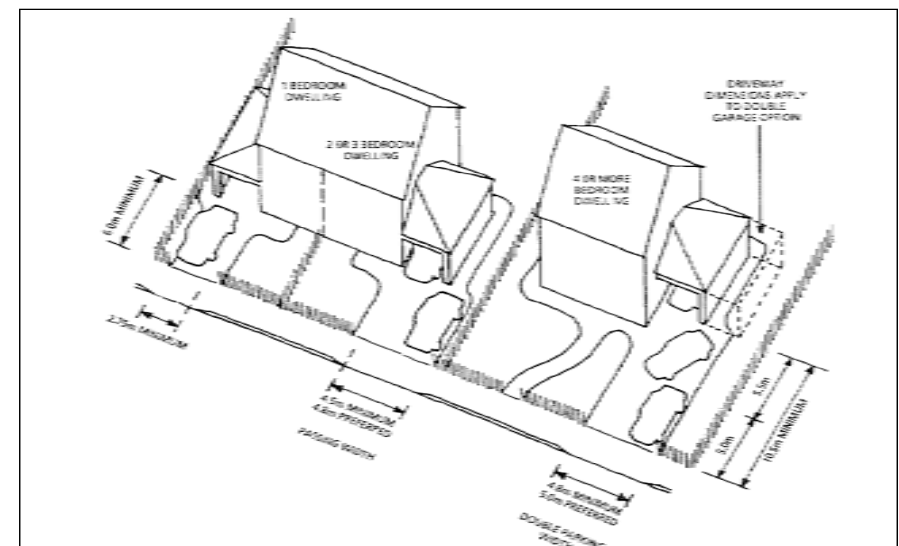 1 BEDROOM
DWELLING
2 OR 3 BEDROOM
DWELLING
4 OR MORE
BEDROOM
DWELLING
DRIVEWAY
DIMENSIONS APPLY
TO DOUBLE
GARAGE OPTION
6.0m MINIMUM
2.75m MINIMUM
4.5m MINIMUM
4.8m PREFERRED
PASSING WIDTH
4.8m MINIMUM
5.0m PREFERRED
DOUBLE PARKING
WIDTH
5.5m
5.0m
10.5m MINIMUM